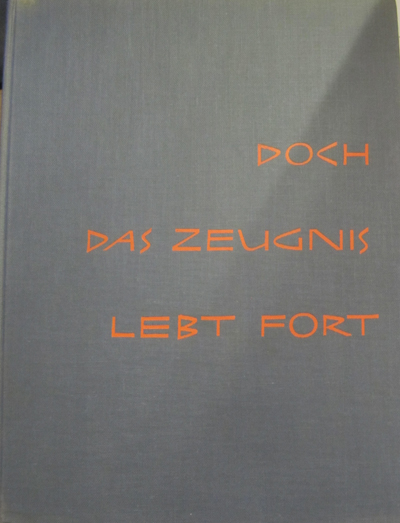 DOCH
DAS ZEUGNIS
LEBT FORT